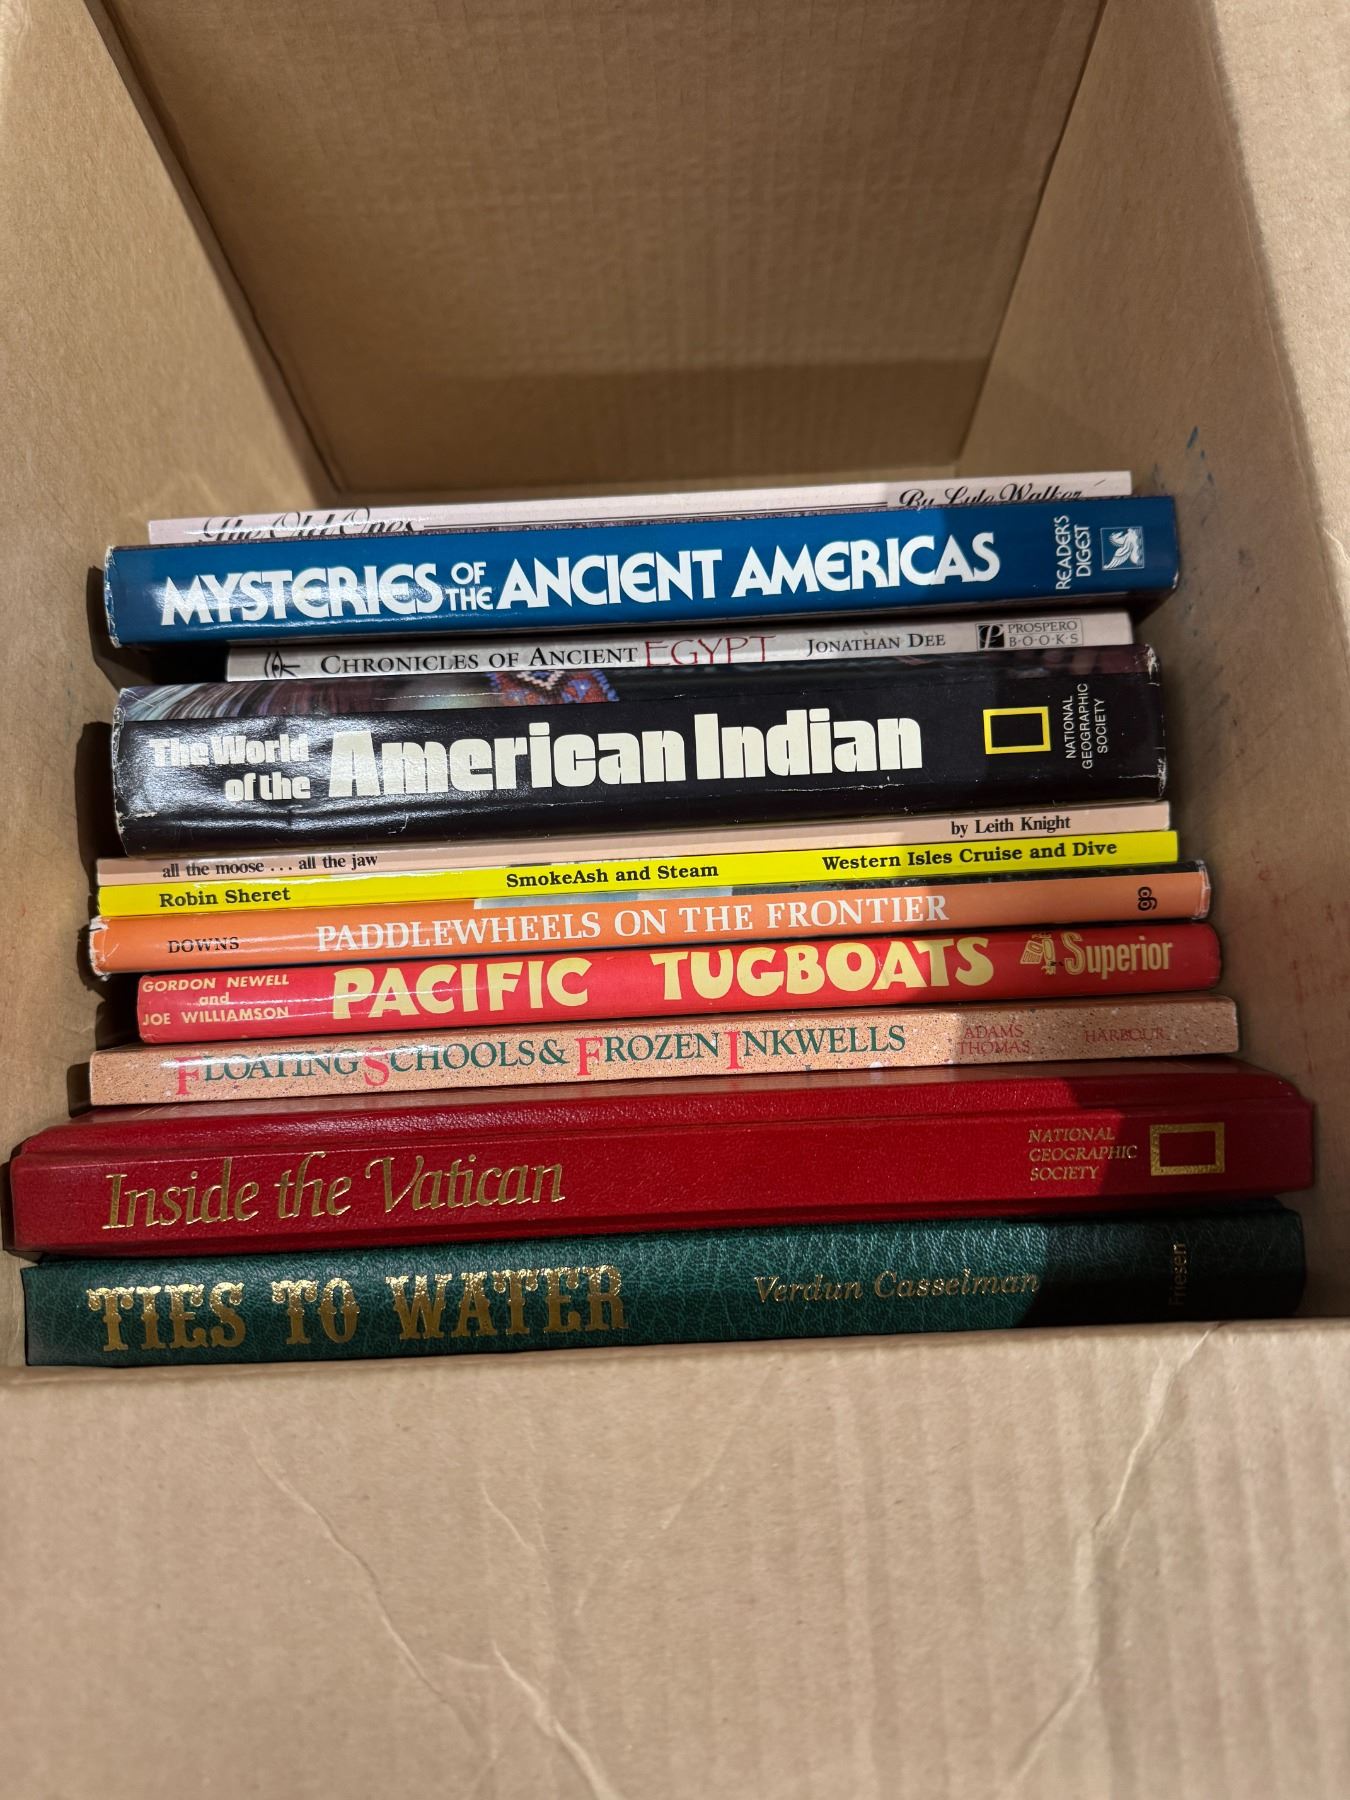 The Old Ones By Lyle Walker
MYSTERIES OF THE ANCIENT AMERICAS READER'S DIGEST
CHRONICLES OF ANCIENT EGYPT JONATHAN DEE PROSPERO BOOKS
The World of the American Indian NATIONAL GEOGRAPHIC SOCIETY
all the moose . . . all the jaw by Leith Knight
Robin Sheret SmokeAsh and Steam Western Isles Cruise and Dive
DOWNS PADDLEWHEELS ON THE FRONTIER
GORDON NEWELL and JOE WILLIAMSON PACIFIC TUGBOATS Superior
FLOATING SCHOOLS & FROZEN INKWELLS ADAMS THOMAS HARBOUR
Inside the Vatican NATIONAL GEOGRAPHIC SOCIETY
TIES TO WATER Verdun Casselman Friesen